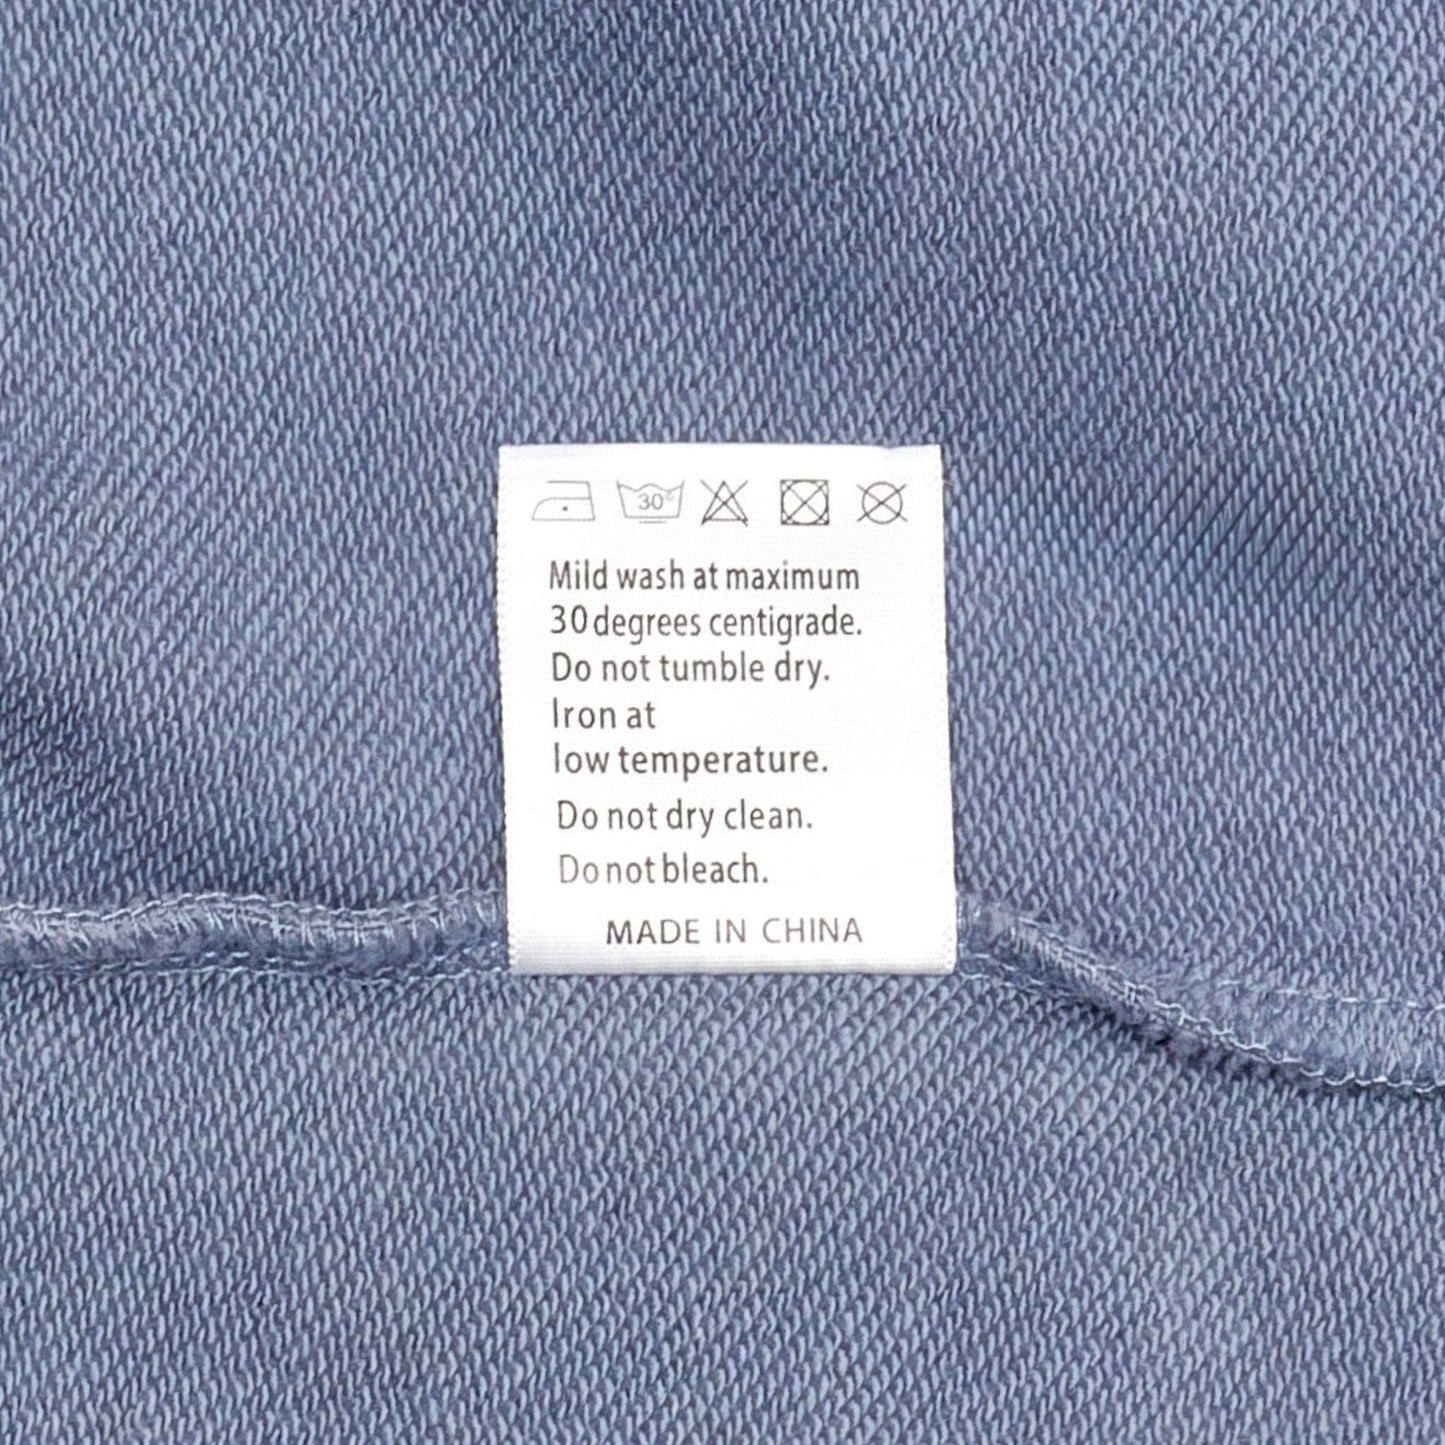 30°
Mild wash at maximum
30 degrees centigrade.
Do not tumble dry.
Iron at
low temperature.
Do not dry clean.
Do not bleach.
MADE IN CHINA